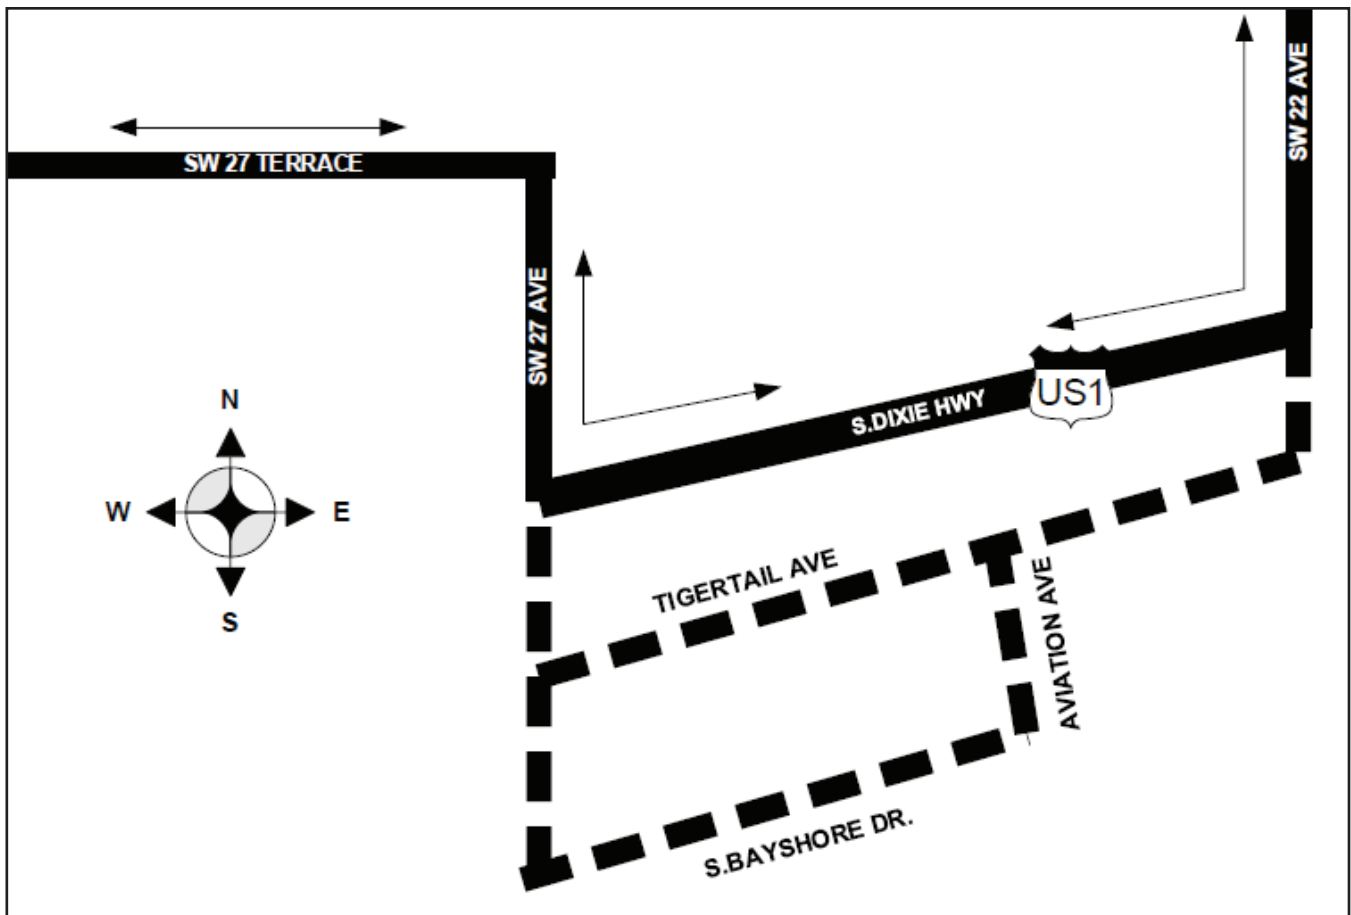 SW 22 AVE
SW 27 TERRACE
SW 27 AVE
US1
S.DIXIE HWY
N
W
E
S
TIGERTAIL AVE
AVIATION AVE
S.BAYSHORE DR.